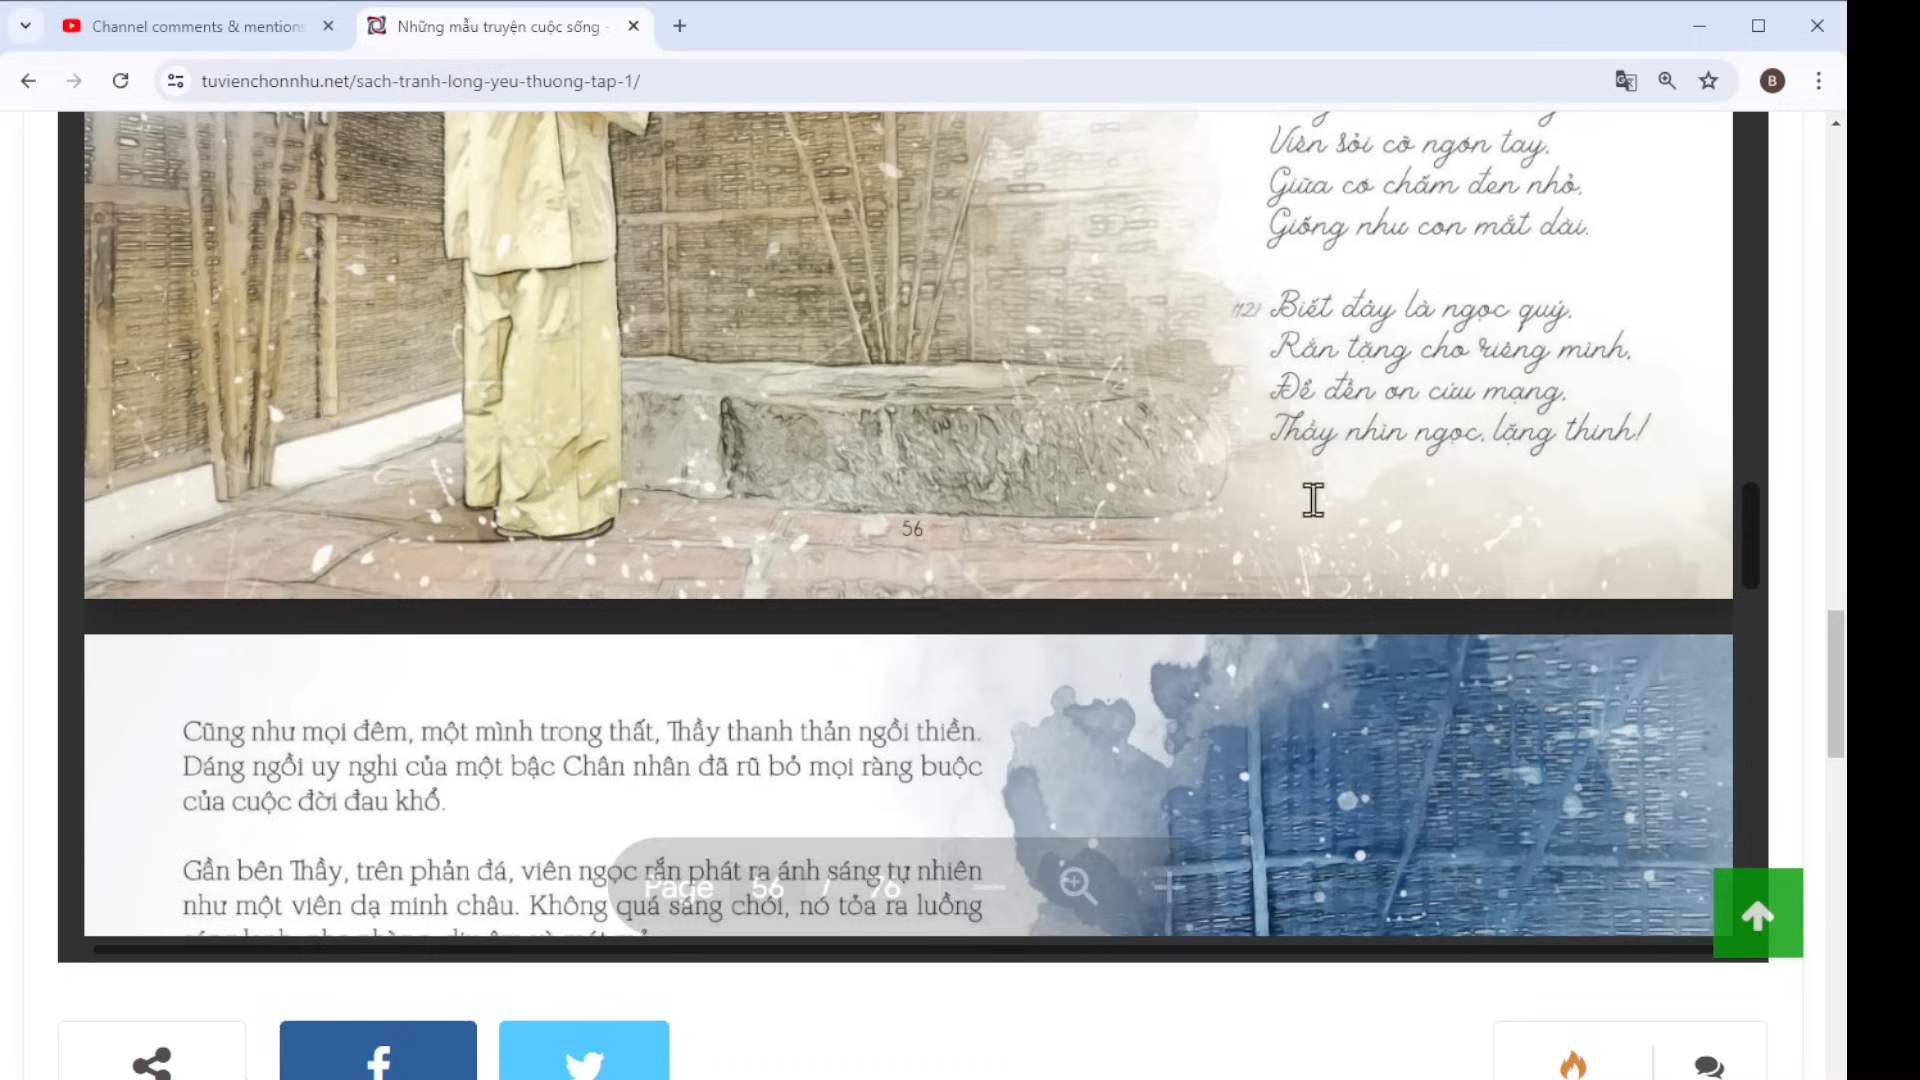 Channel comments & mentions
Những mẫu truyện cuộc sống -
tuvienchonnhu.net/sach-tranh-long-yeu-thuong-tap-1/
B
Viên sỏi cỡ ngón tay,
Giữa có chấm đen nhỏ,
Giống như con mắt dài.
(12) Biết đây là ngọc quý,
Rắn tặng cho riêng mình,
Để đền ơn cứu mạng,
Thầy nhìn ngọc, lặng thinh!
56
Cũng như mọi đêm, một mình trong thất, Thầy thanh thản ngồi thiền.
Dáng ngồi uy nghi của một bậc Chân nhân đã rũ bỏ mọi ràng buộc
của cuộc đời đau khổ.
Gần bên Thầy, trên phản đá, viên ngọc rắn phát ra ánh sáng tự nhiên
như một viên dạ minh châu. Không quá sáng chói, nó tỏa ra luồng
Page 56 / 76